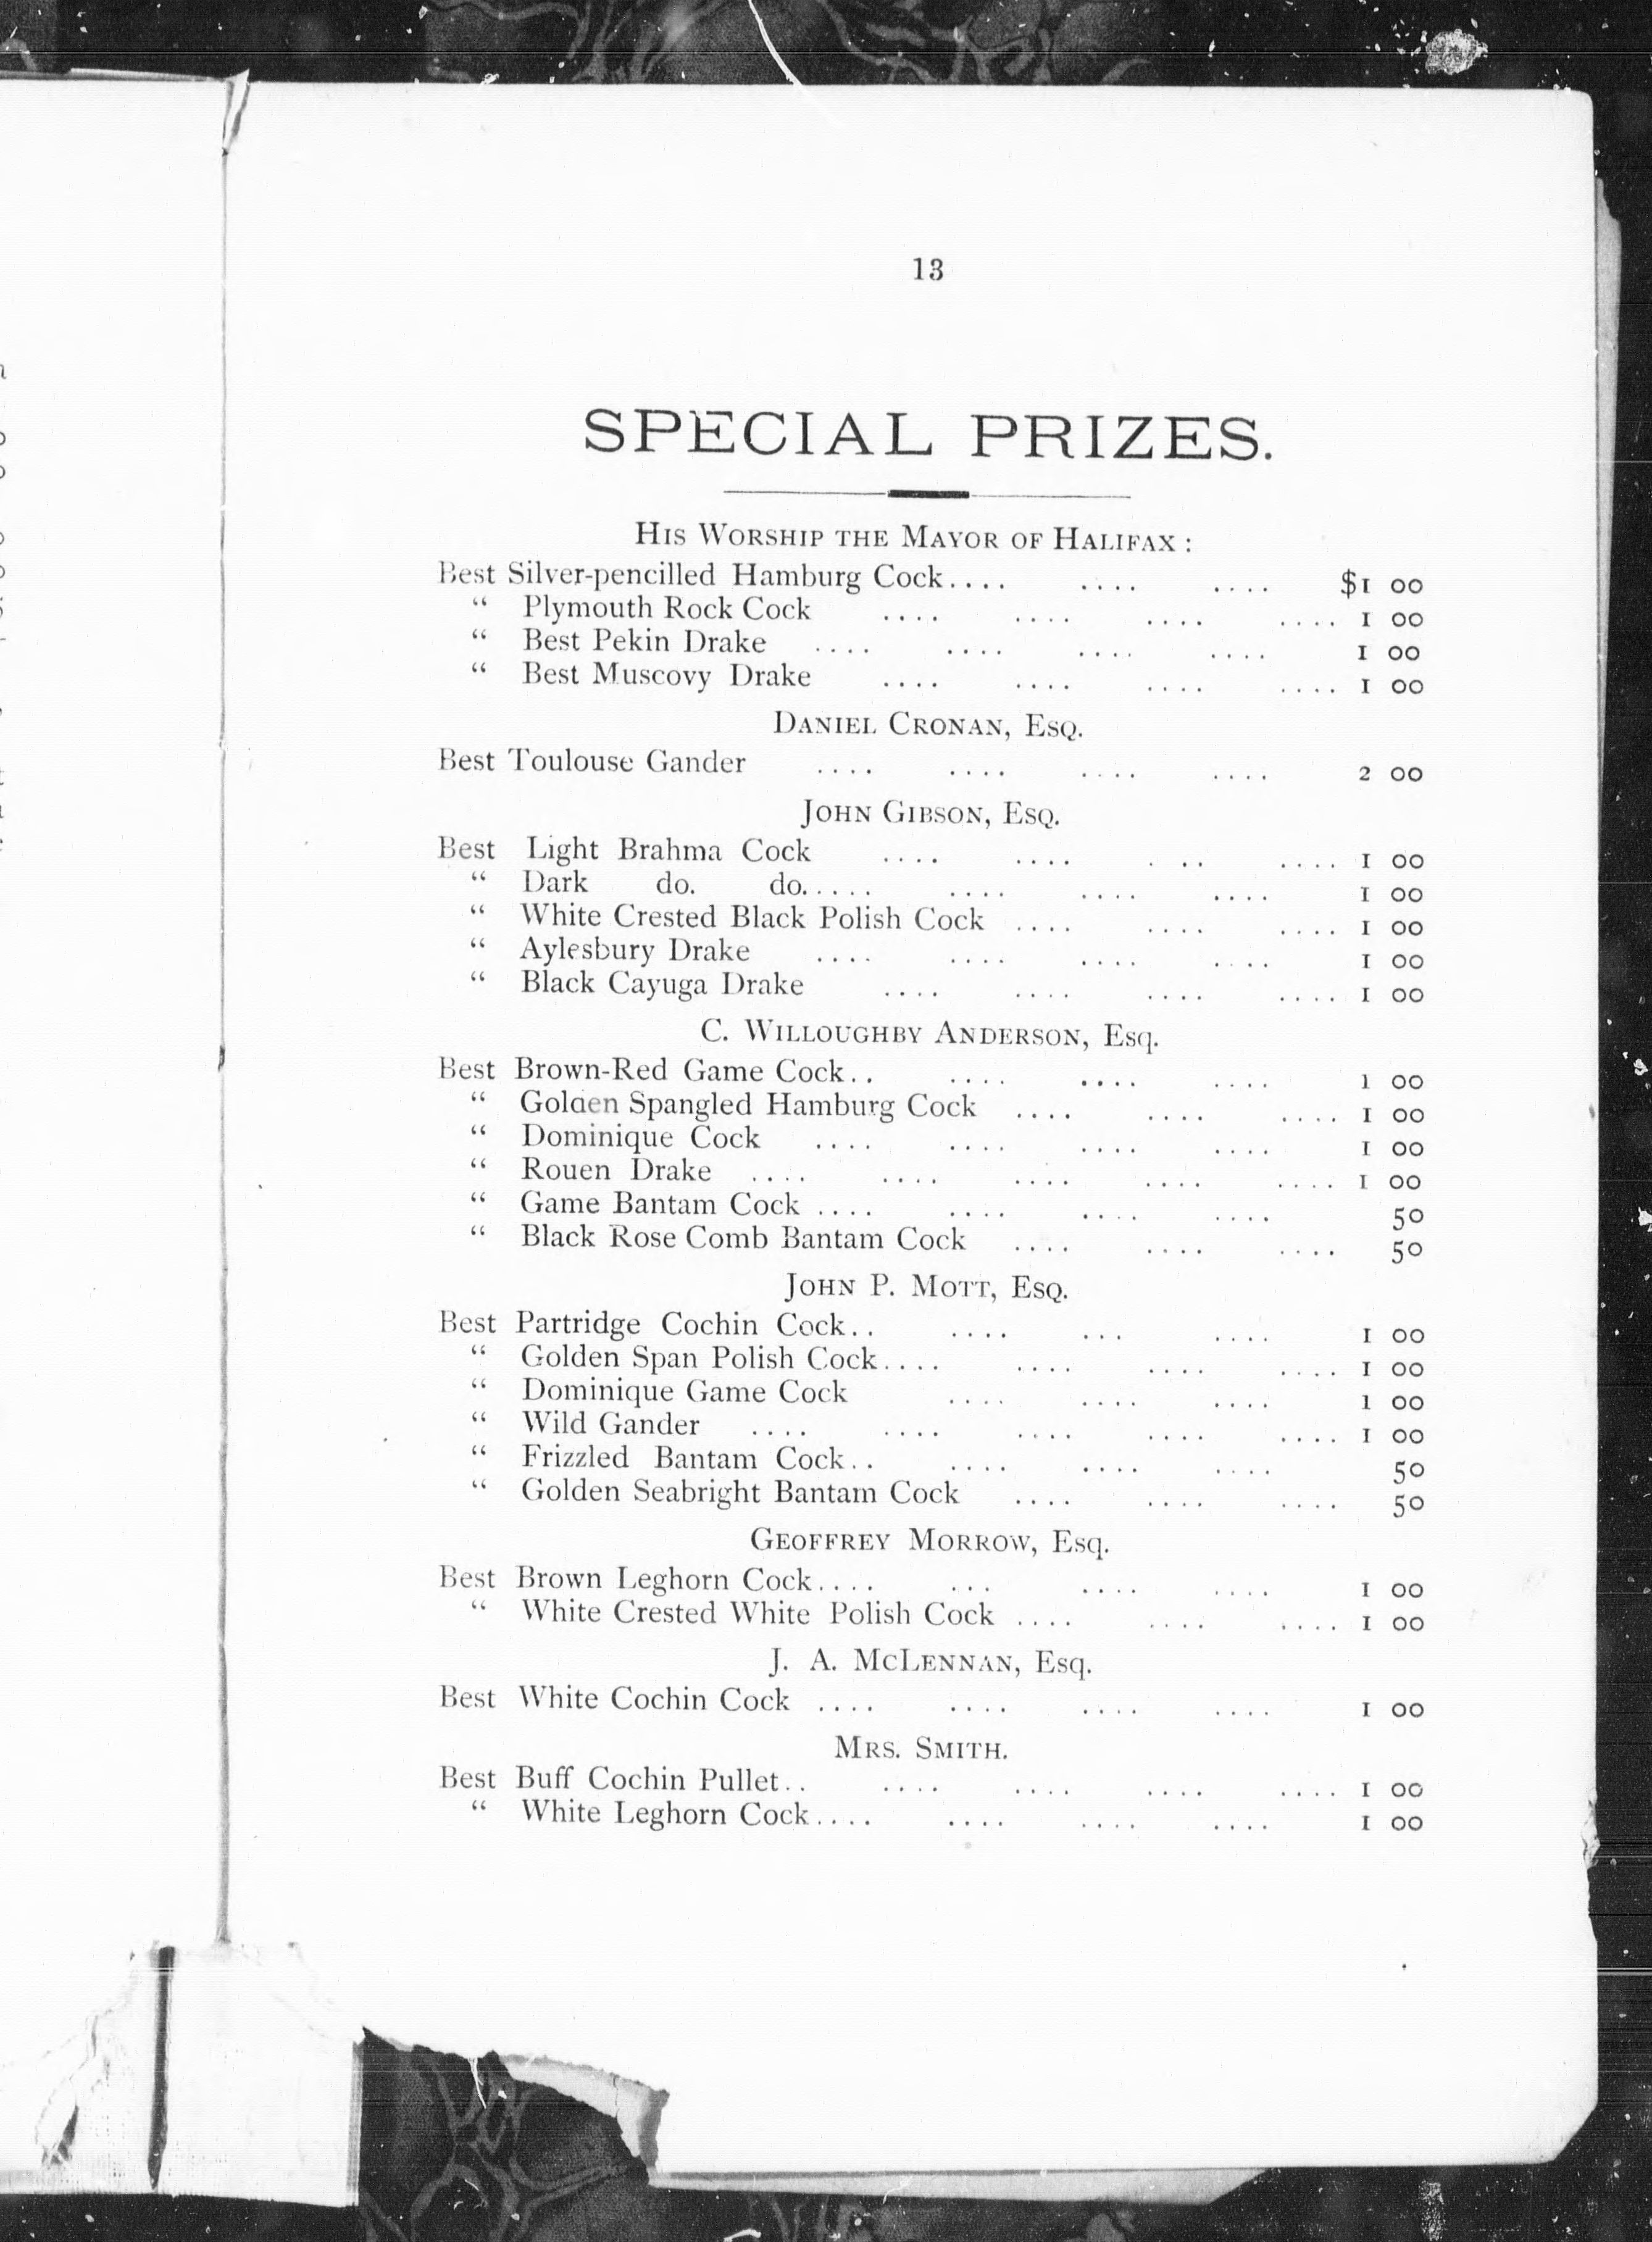 13
SPECIAL PRIZES.
HIS WORSHIP THE MAYOR OF HALIFAX :
Best Silver-pencilled Hamburg Cock.... .... .... $1 00
“ Plymouth Rock Cock .... .... .... .... 1 00
“ Best Pekin Drake .... .... .... .... 1 00
“ Best Muscovy Drake .... .... .... .... 1 00
DANIEL CRONAN, ESQ.
Best Toulouse Gander .... .... .... .... 2 00
JOHN GIBSON, ESQ.
Best Light Brahma Cock .... .... . .. .... 1 00
“ Dark do. do..... .... .... .... 1 00
“ White Crested Black Polish Cock .... .... .... 1 00
“ Aylesbury Drake .... .... .... .... 1 00
“ Black Cayuga Drake .... .... .... .... 1 00
C. WILLOUGHBY ANDERSON, Esq.
Best Brown-Red Game Cock.. .... .... .... 1 00
“ Golden Spangled Hamburg Cock .... .... .... 1 00
“ Dominique Cock .... .... .... .... 1 00
“ Rouen Drake .... .... .... .... .... 1 00
“ Game Bantam Cock .... .... .... .... 50
“ Black Rose Comb Bantam Cock .... .... .... 50
JOHN P. MOTT, ESQ.
Best Partridge Cochin Cock.. .... ... .... 1 00
“ Golden Span Polish Cock.... .... .... .... 1 00
“ Dominique Game Cock .... .... .... 1 00
“ Wild Gander .... .... .... .... .... 1 00
“ Frizzled Bantam Cock.. .... .... .... 50
“ Golden Seabright Bantam Cock .... .... .... 50
GEOFFREY MORROW, Esq.
Best Brown Leghorn Cock.... ... .... .... 1 00
“ White Crested White Polish Cock .... .... .... 1 00
J. A. MCLENNAN, Esq.
Best White Cochin Cock .... .... .... .... 1 00
MRS. SMITH.
Best Buff Cochin Pullet.. .... .... .... .... 1 00
“ White Leghorn Cock.... .... .... .... 1 00